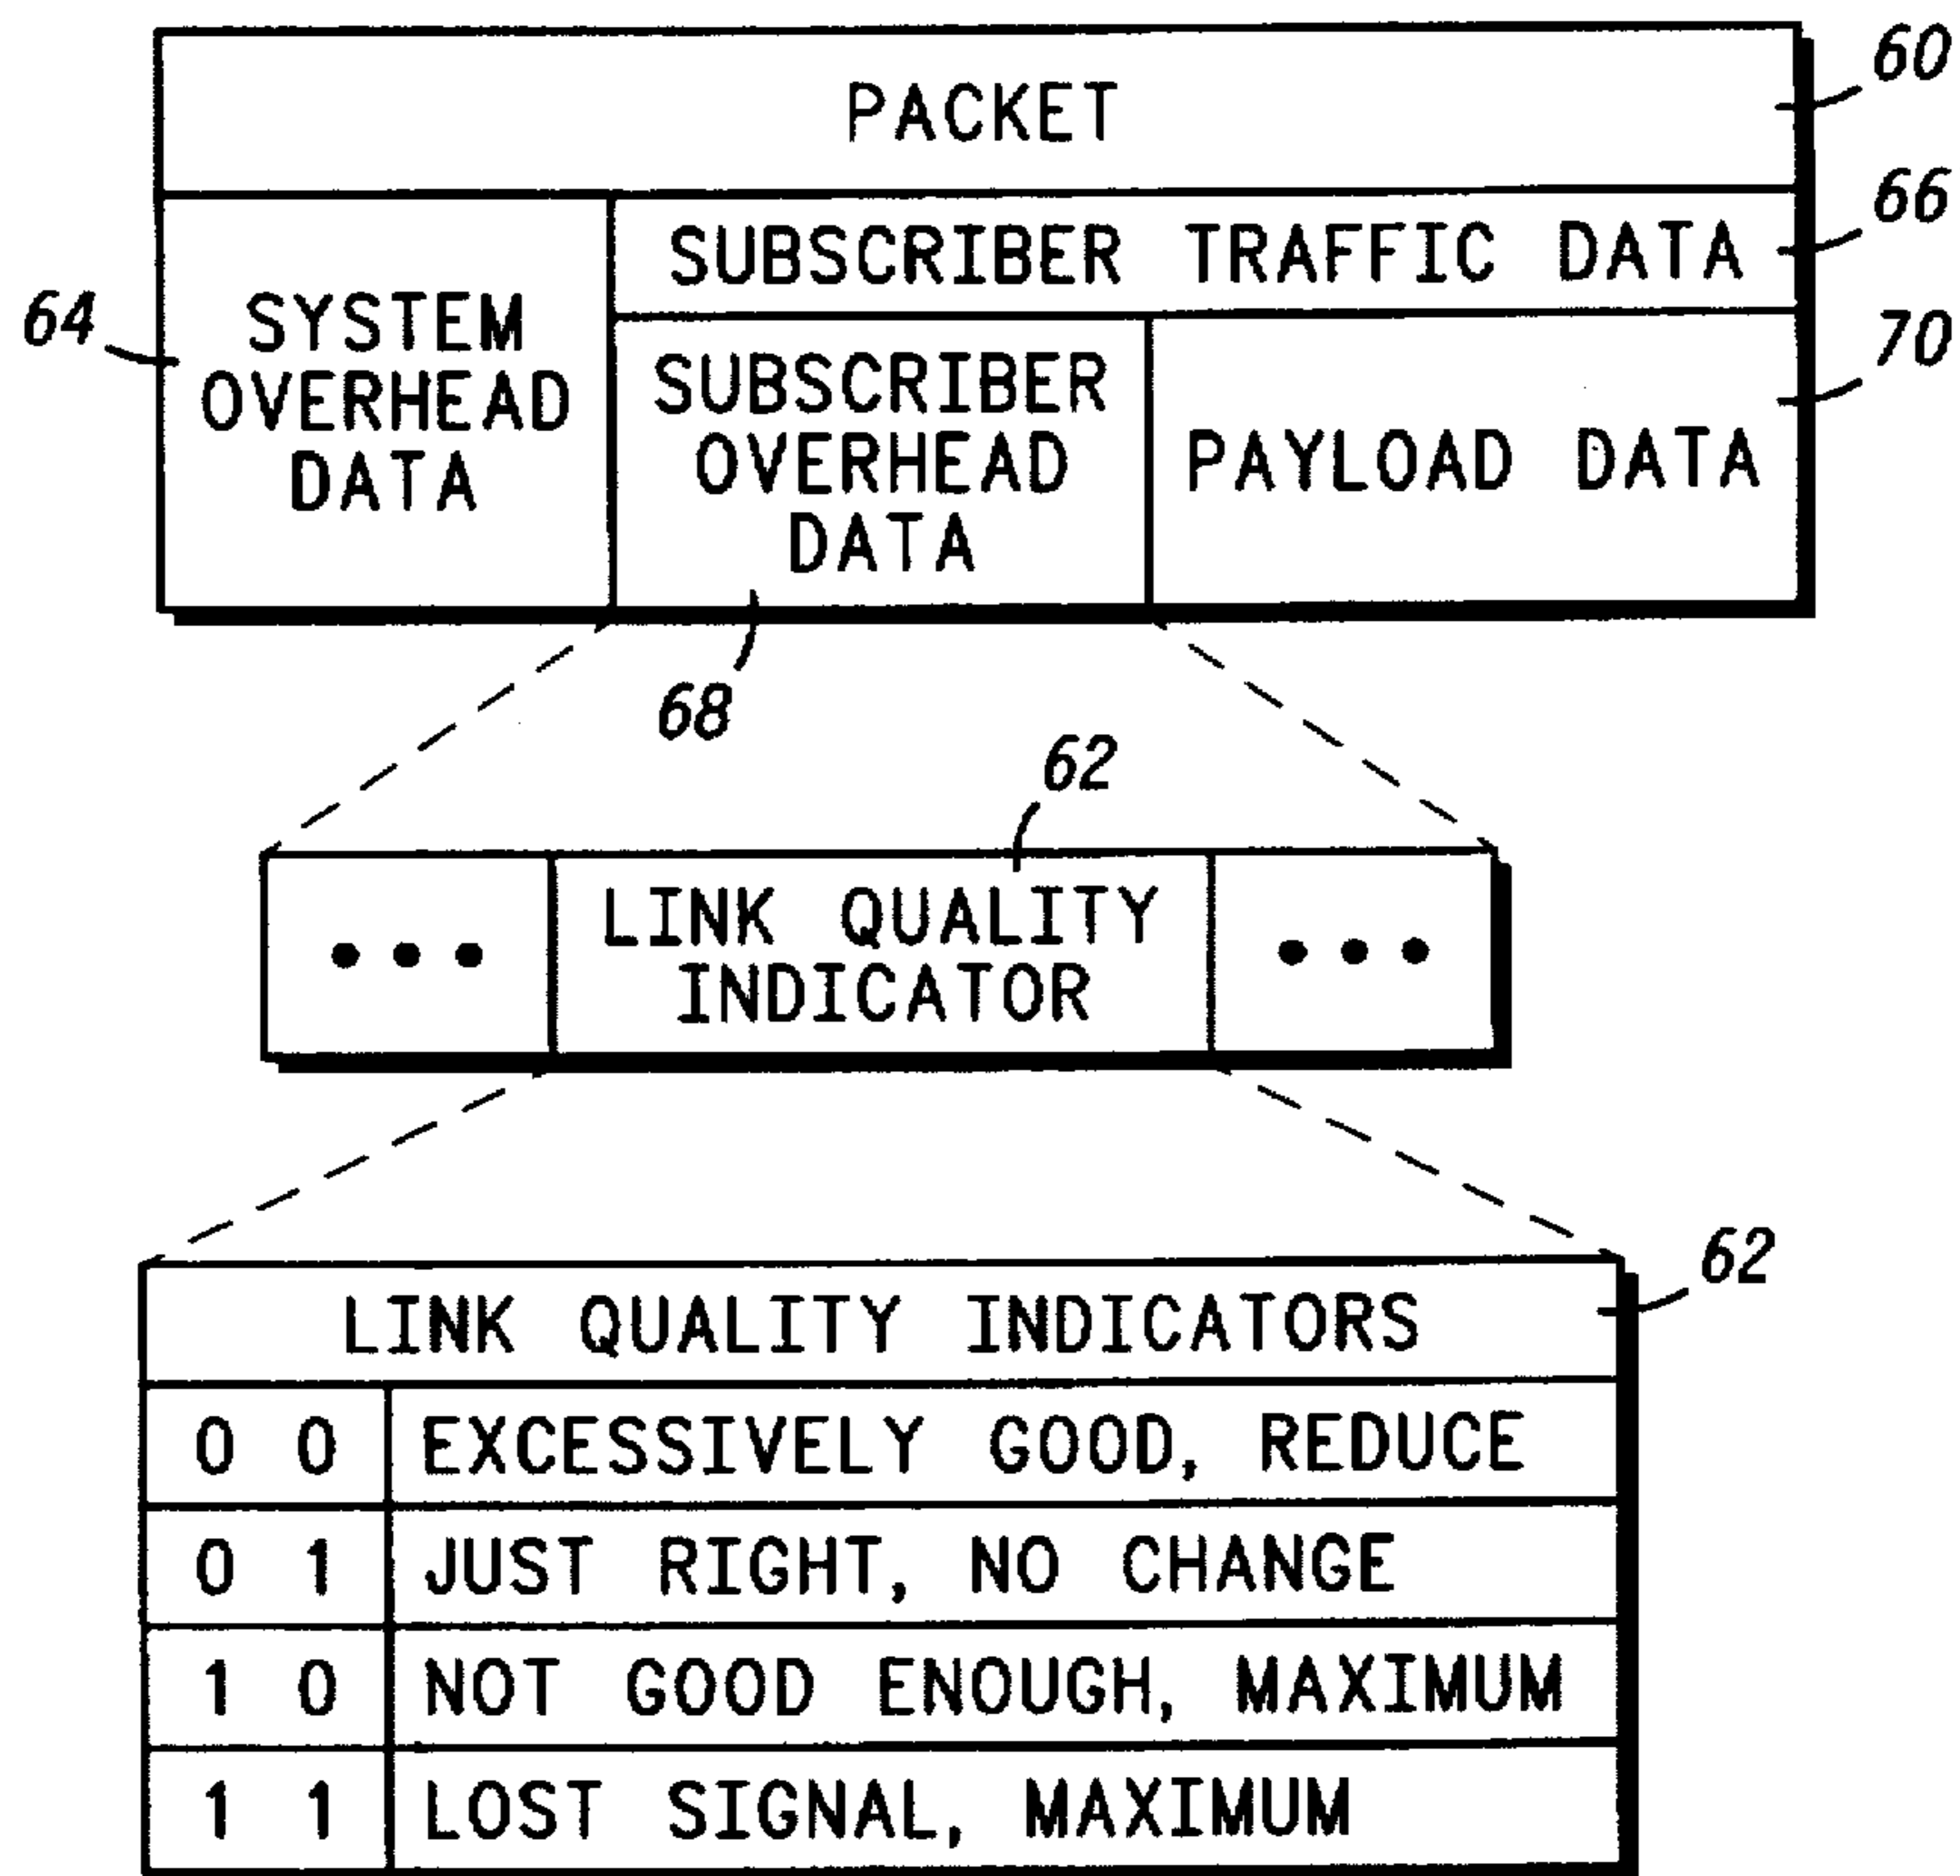 PACKET
60
SUBSCRIBER TRAFFIC DATA
66
64
SYSTEM
OVERHEAD
DATA
SUBSCRIBER
OVERHEAD
DATA
PAYLOAD DATA
70
68
62
LINK QUALITY
INDICATOR
62
LINK QUALITY INDICATORS
0 0 EXCESSIVELY GOOD, REDUCE
0 1 JUST RIGHT, NO CHANGE
1 0 NOT GOOD ENOUGH, MAXIMUM
1 1 LOST SIGNAL, MAXIMUM